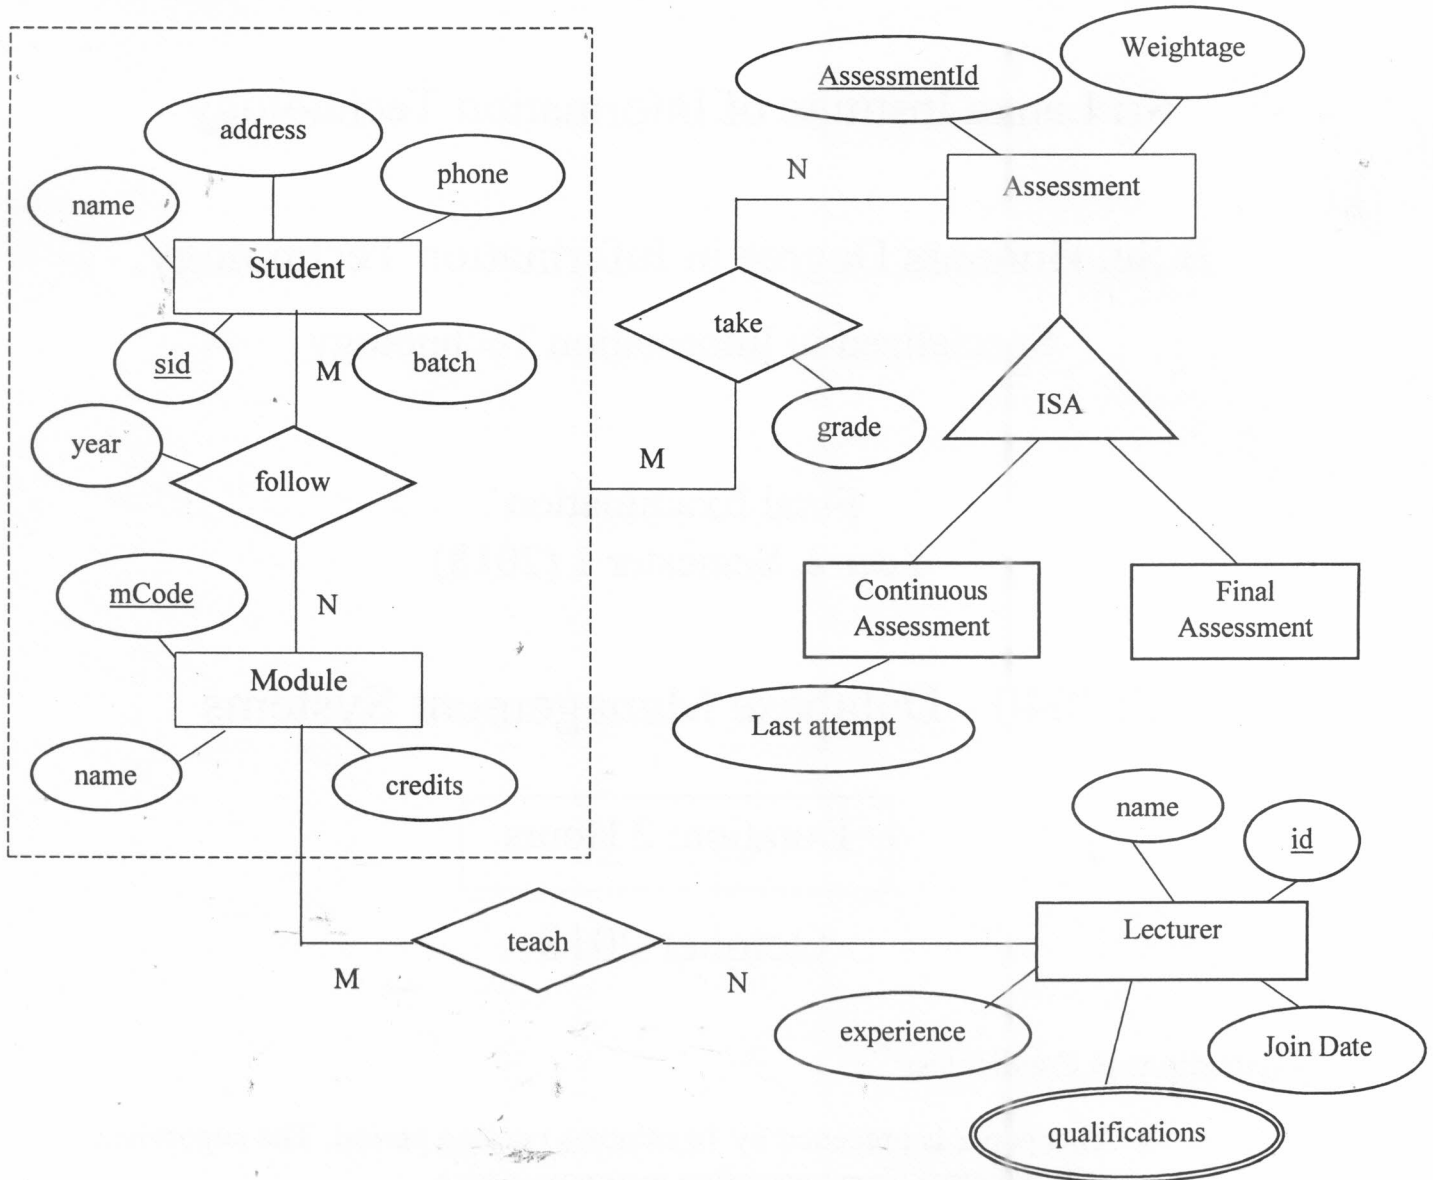 AssessmentId
Weightage
address
phone
name
N
Assessment
Student
take
sid
M
batch
ISA
grade
year
M
follow
mCode
N
Continuous
Assessment
Final
Assessment
Module
Last attempt
name
credits
name
id
teach
Lecturer
M
N
experience
Join Date
qualifications